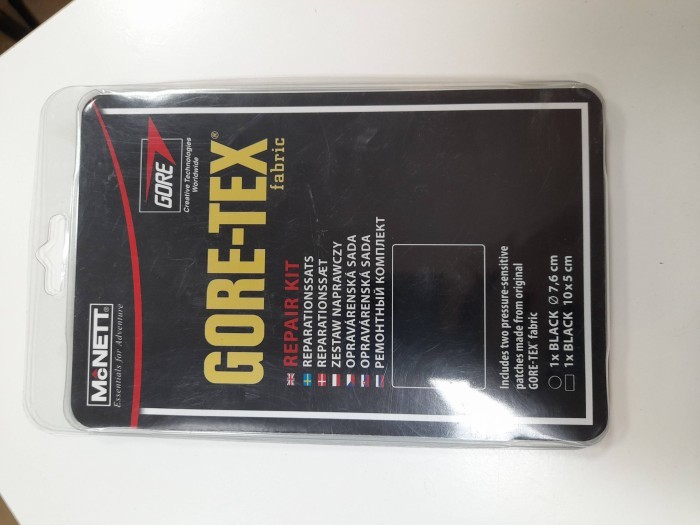 McNETT®
Essentials for Adventure
GORE
Creative Technologies
Worldwide
GORE-TEX®
fabric
REPAIR KIT
REPARATIONSSATS
REPARATIONSSÆT
ZESTAW NAPRAWCZY
OPRAVÁRENSKÁ SADA
OPRAVÁRENSKÁ SADA
РЕМОНТНЫЙ КОМПЛЕКТ
Includes two pressure-sensitive
patches made from original
GORE-TEX fabric
1x BLACK Ø 7,6 cm
1x BLACK 10 x 5 cm